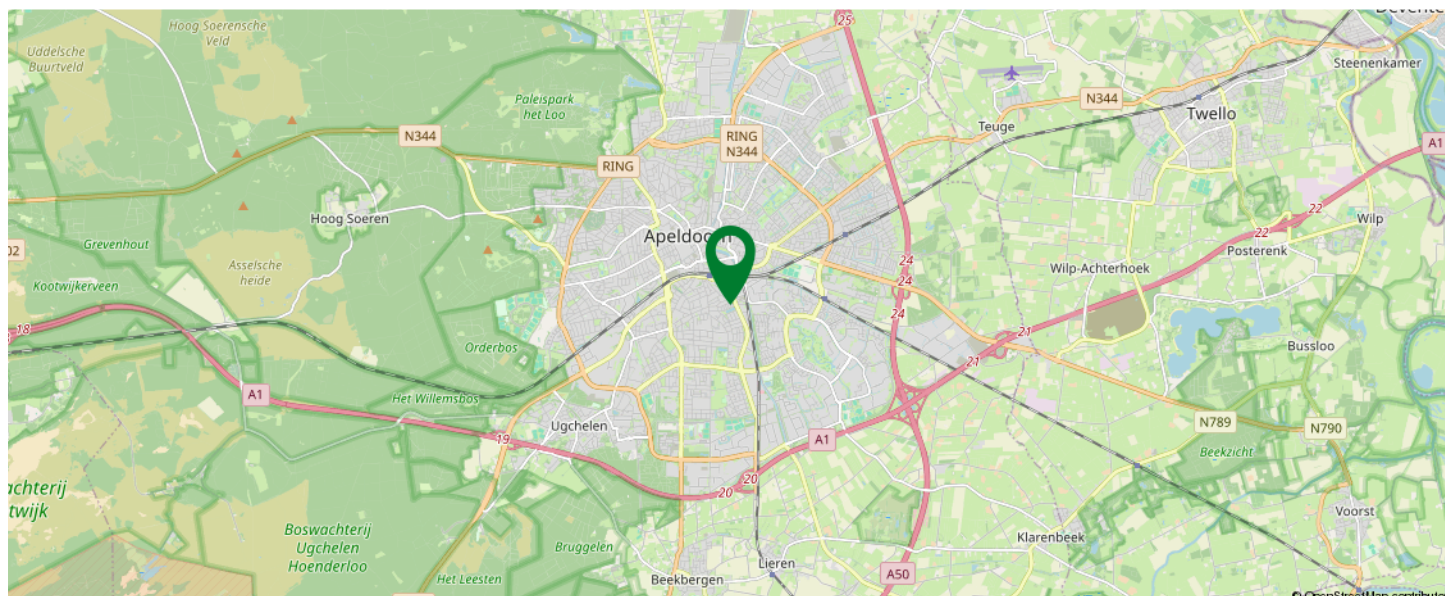 Hoog Soerensche
Veld
25
Deventer
Uddelsche
Buurtveld
Steenenkamer
Paleispark
het Loo
N344
Twello
Teuge
N344
RING
N344
A1
RING
Hoog Soeren
22
Wilp
Grevenhout
02
Apeldoorn
22
Posterenk
Asselsche
heide
24
24
Wilp-Achterhoek
Kootwijkerveen
24
18
21
21
Orderbos
Bussloo
A1
Het Willemsbos
Ugchelen
19
A1
N789
N790
Beekzicht
20
20
achterij
twijk
Boswachterij
Ugchelen
Hoenderloo
Voorst
Bruggelen
Klarenbeek
Lieren
Het Leesten
Beekbergen
A50
© OpenStreetMap contributo